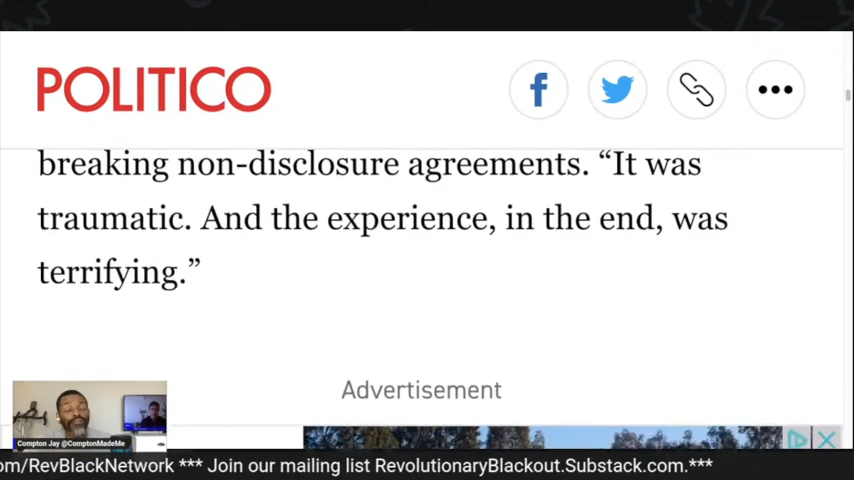 POLITICO
breaking non-disclosure agreements. “It was
traumatic. And the experience, in the end, was
terrifying.”
Advertisement
Compton Jay @ComptonMadeMe
om/RevBlackNetwork *** Join our mailing list RevolutionaryBlackout.Substack.com.***